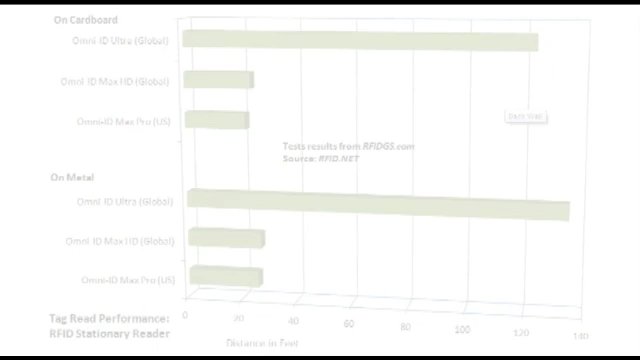 On Cardboard
Omni-ID Ultra (Global)
Omni-ID Max HD (Global)
Omni-ID Max Pro (US)
Tests results from RFIDGS.com
Source: RFID.NET
On Metal
Omni-ID Ultra (Global)
Omni-ID Max HD (Global)
Omni-ID Max Pro (US)
Tag Read Performance:
RFID Stationary Reader
0 20 40 60 80 100 120 140
Distance in Feet